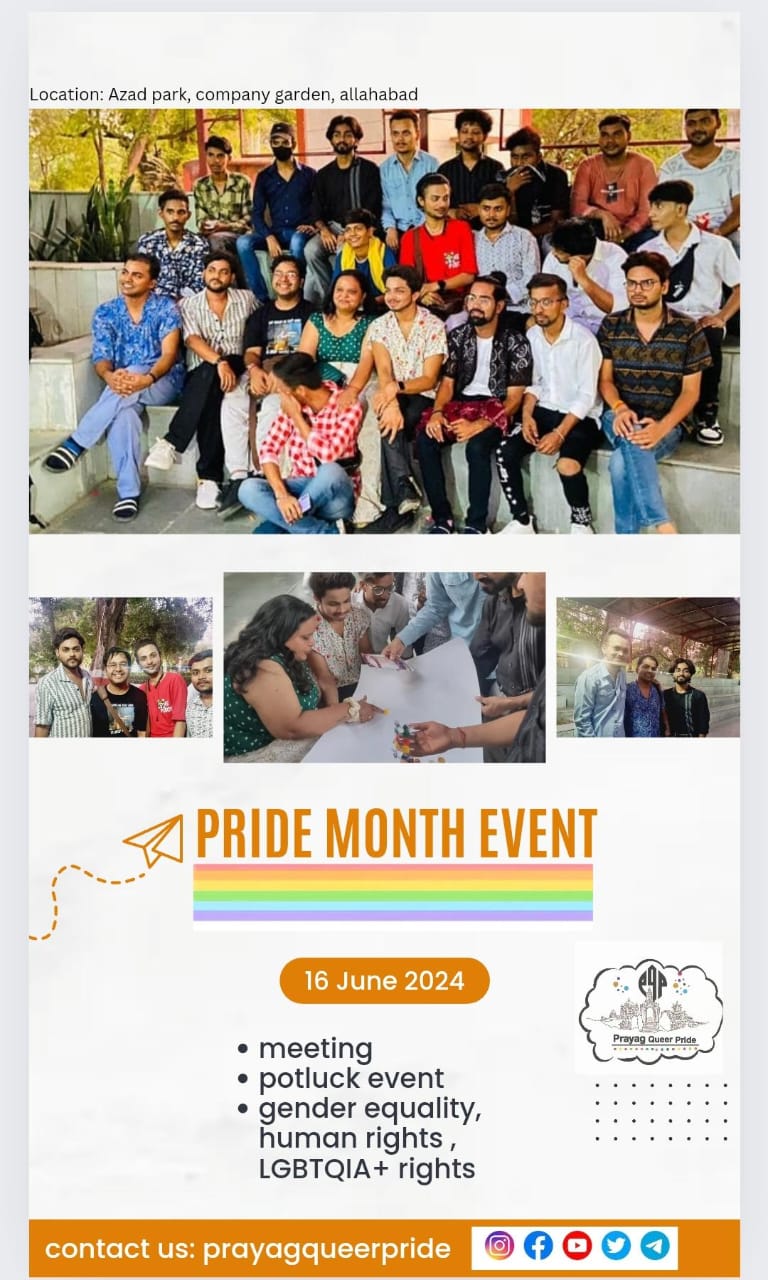 Location: Azad park, company garden, allahabad
PRIDE MONTH EVENT
16 June 2024
PQP
Prayag Queer Pride
• meeting
• potluck event
• gender equality,
human rights ,
LGBTQIA+ rights
contact us: prayagqueerpride